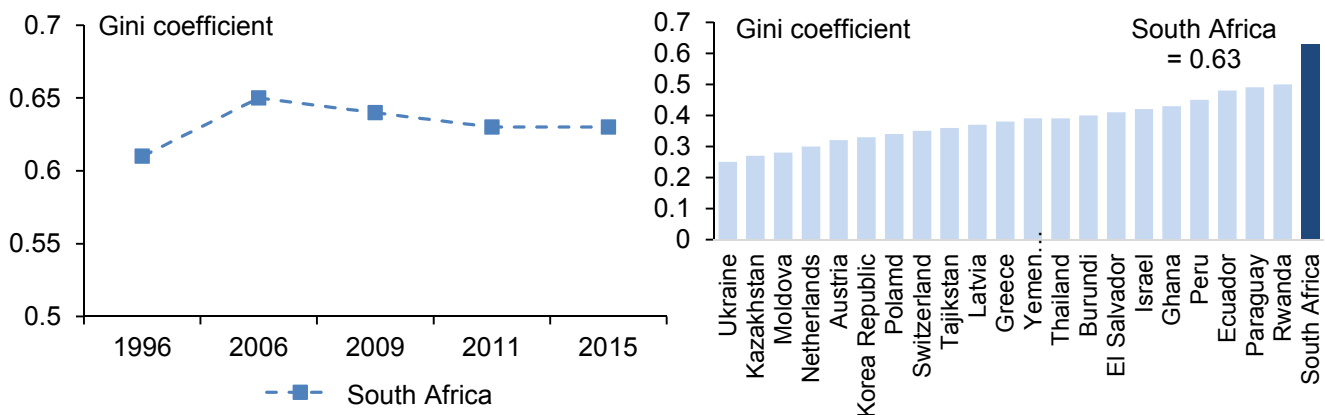 Gini coefficient
0.7
0.65
0.6
0.55
0.5
1996 2006 2009 2011 2015
South Africa
Gini coefficient
South Africa
= 0.63
0.7
0.6
0.5
0.4
0.3
0.2
0.1
0
Ukraine
Kazakhstan
Moldova
Netherlands
Austria
Korea Republic
Polamd
Switzerland
Tajikstan
Latvia
Greece
Yemen…
Thailand
Burundi
El Salvador
Israel
Ghana
Peru
Ecuador
Paraguay
Rwanda
South Africa